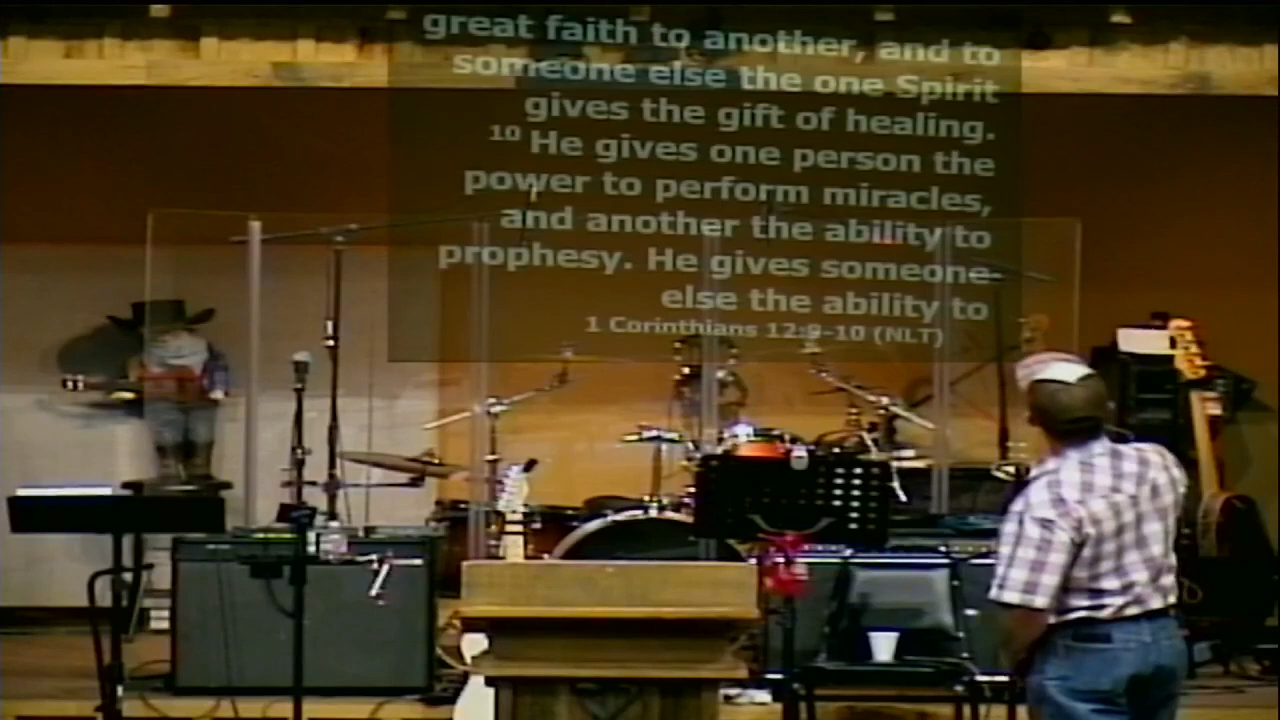 great faith to another, and to
someone else the one Spirit
gives the gift of healing.
10 He gives one person the
power to perform miracles,
and another the ability to
prophesy. He gives someone
else the ability to
1 Corinthians 12:9-10 (NLT)